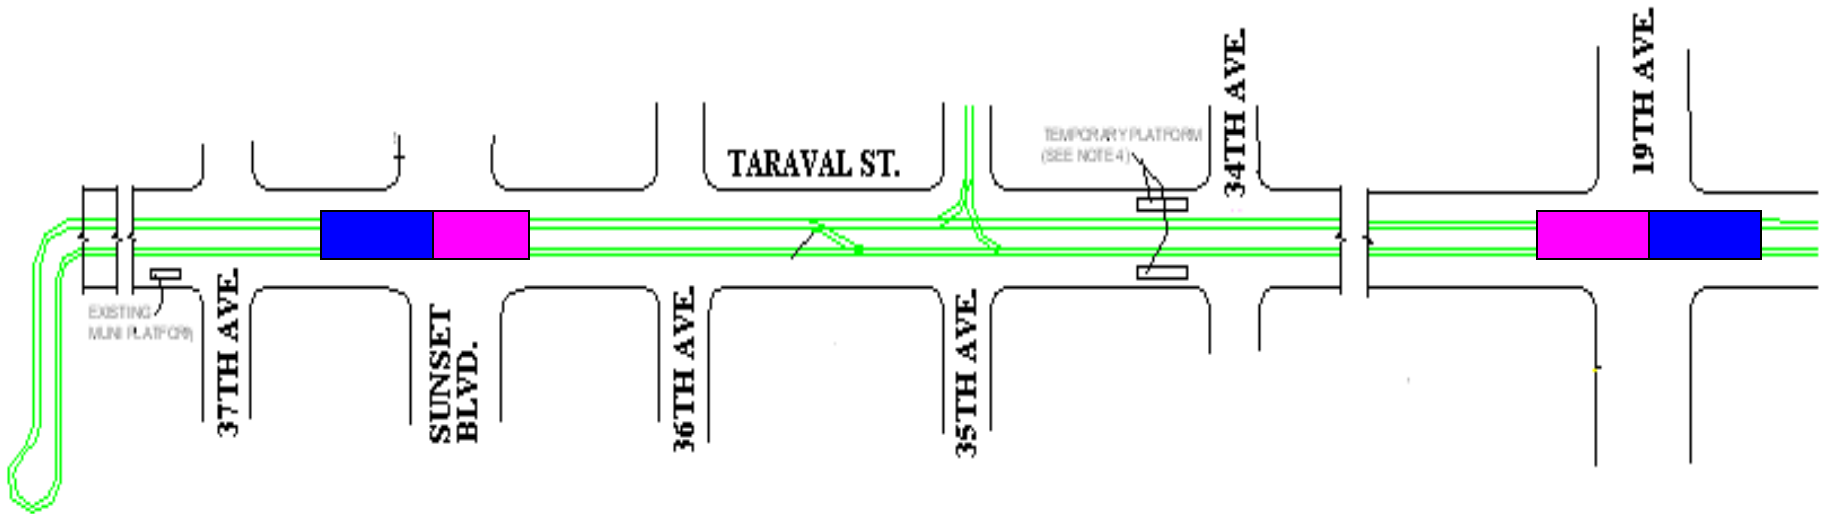 19TH AVE.
34TH AVE.
TEMPORARY PLATFORM
(SEE NOTE 4)
TARAVAL ST.
EXISTING
MUNI PLATFORM
37TH AVE.
SUNSET
BLVD.
36TH AVE.
35TH AVE.